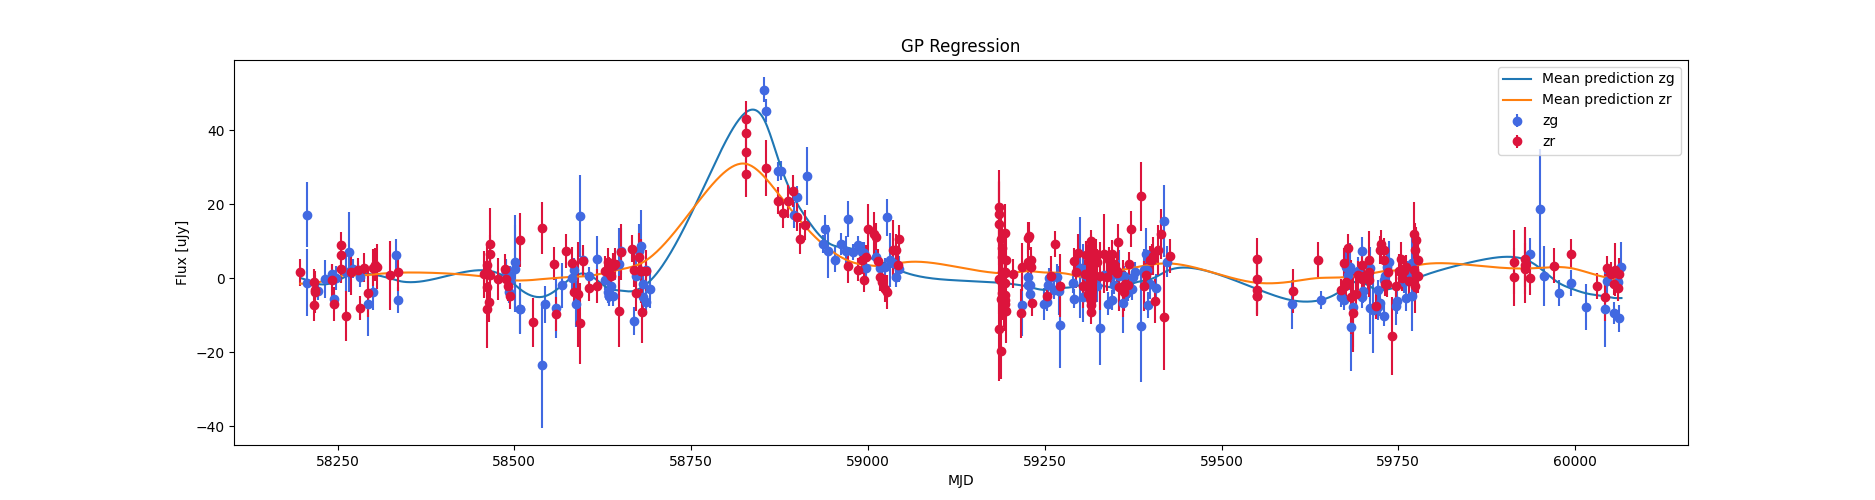 GP Regression
Flux [uJy]
40
20
0
−20
−40
58250
58500
58750
59000
59250
59500
59750
60000
MJD
Mean prediction zg
Mean prediction zr
zg
zr